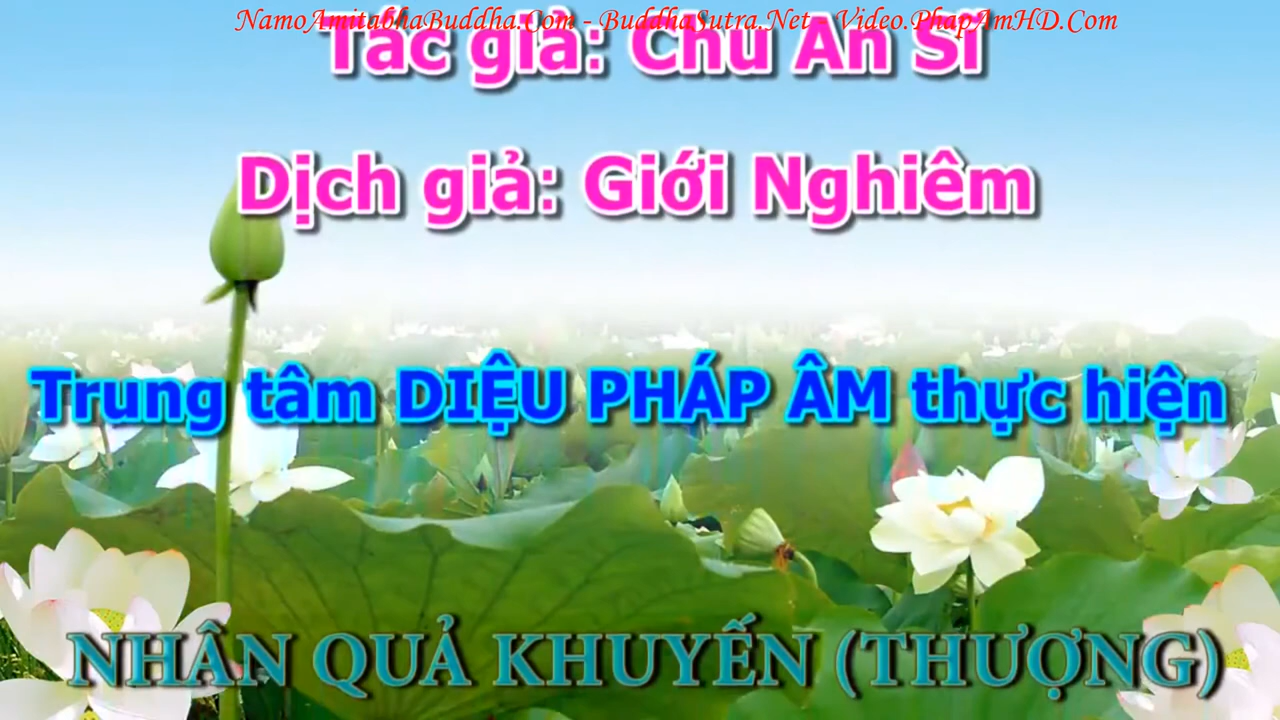 NamoAmitabhaBuddha.Com - BuddhaSutra.Net - Video.PhapAmHD.Com
Tác giả: Chu An Sĩ
Dịch giả: Giới Nghiêm
Trung tâm DIỆU PHÁP ÂM thực hiện
NHÂN QUẢ KHUYẾN (THƯỢNG)